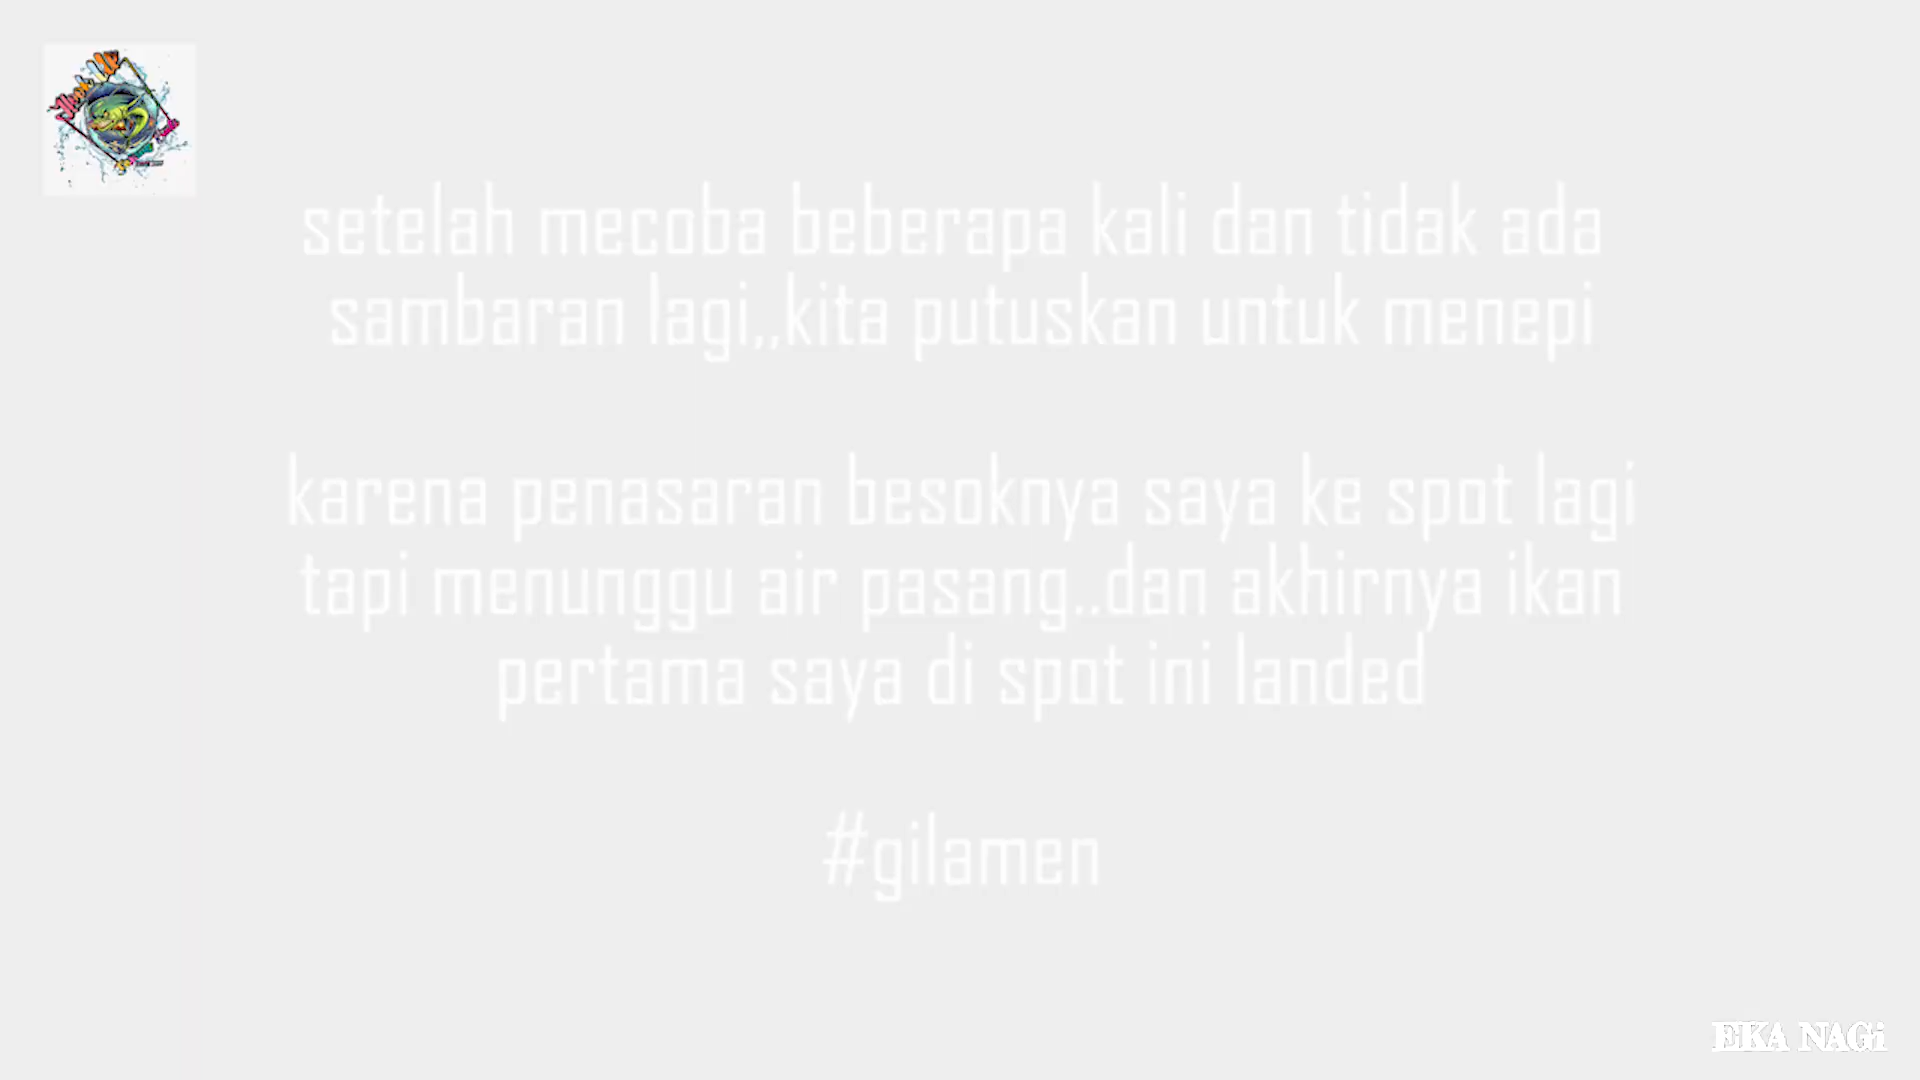 setelah mecoba beberapa kali dan tidak ada
sambaran lagi,,kita putuskan untuk menepi
karena penasaran besoknya saya ke spot lagi
tapi menunggu air pasang..dan akhirnya ikan
pertama saya di spot ini landed
#gilamen
EKA NAGi